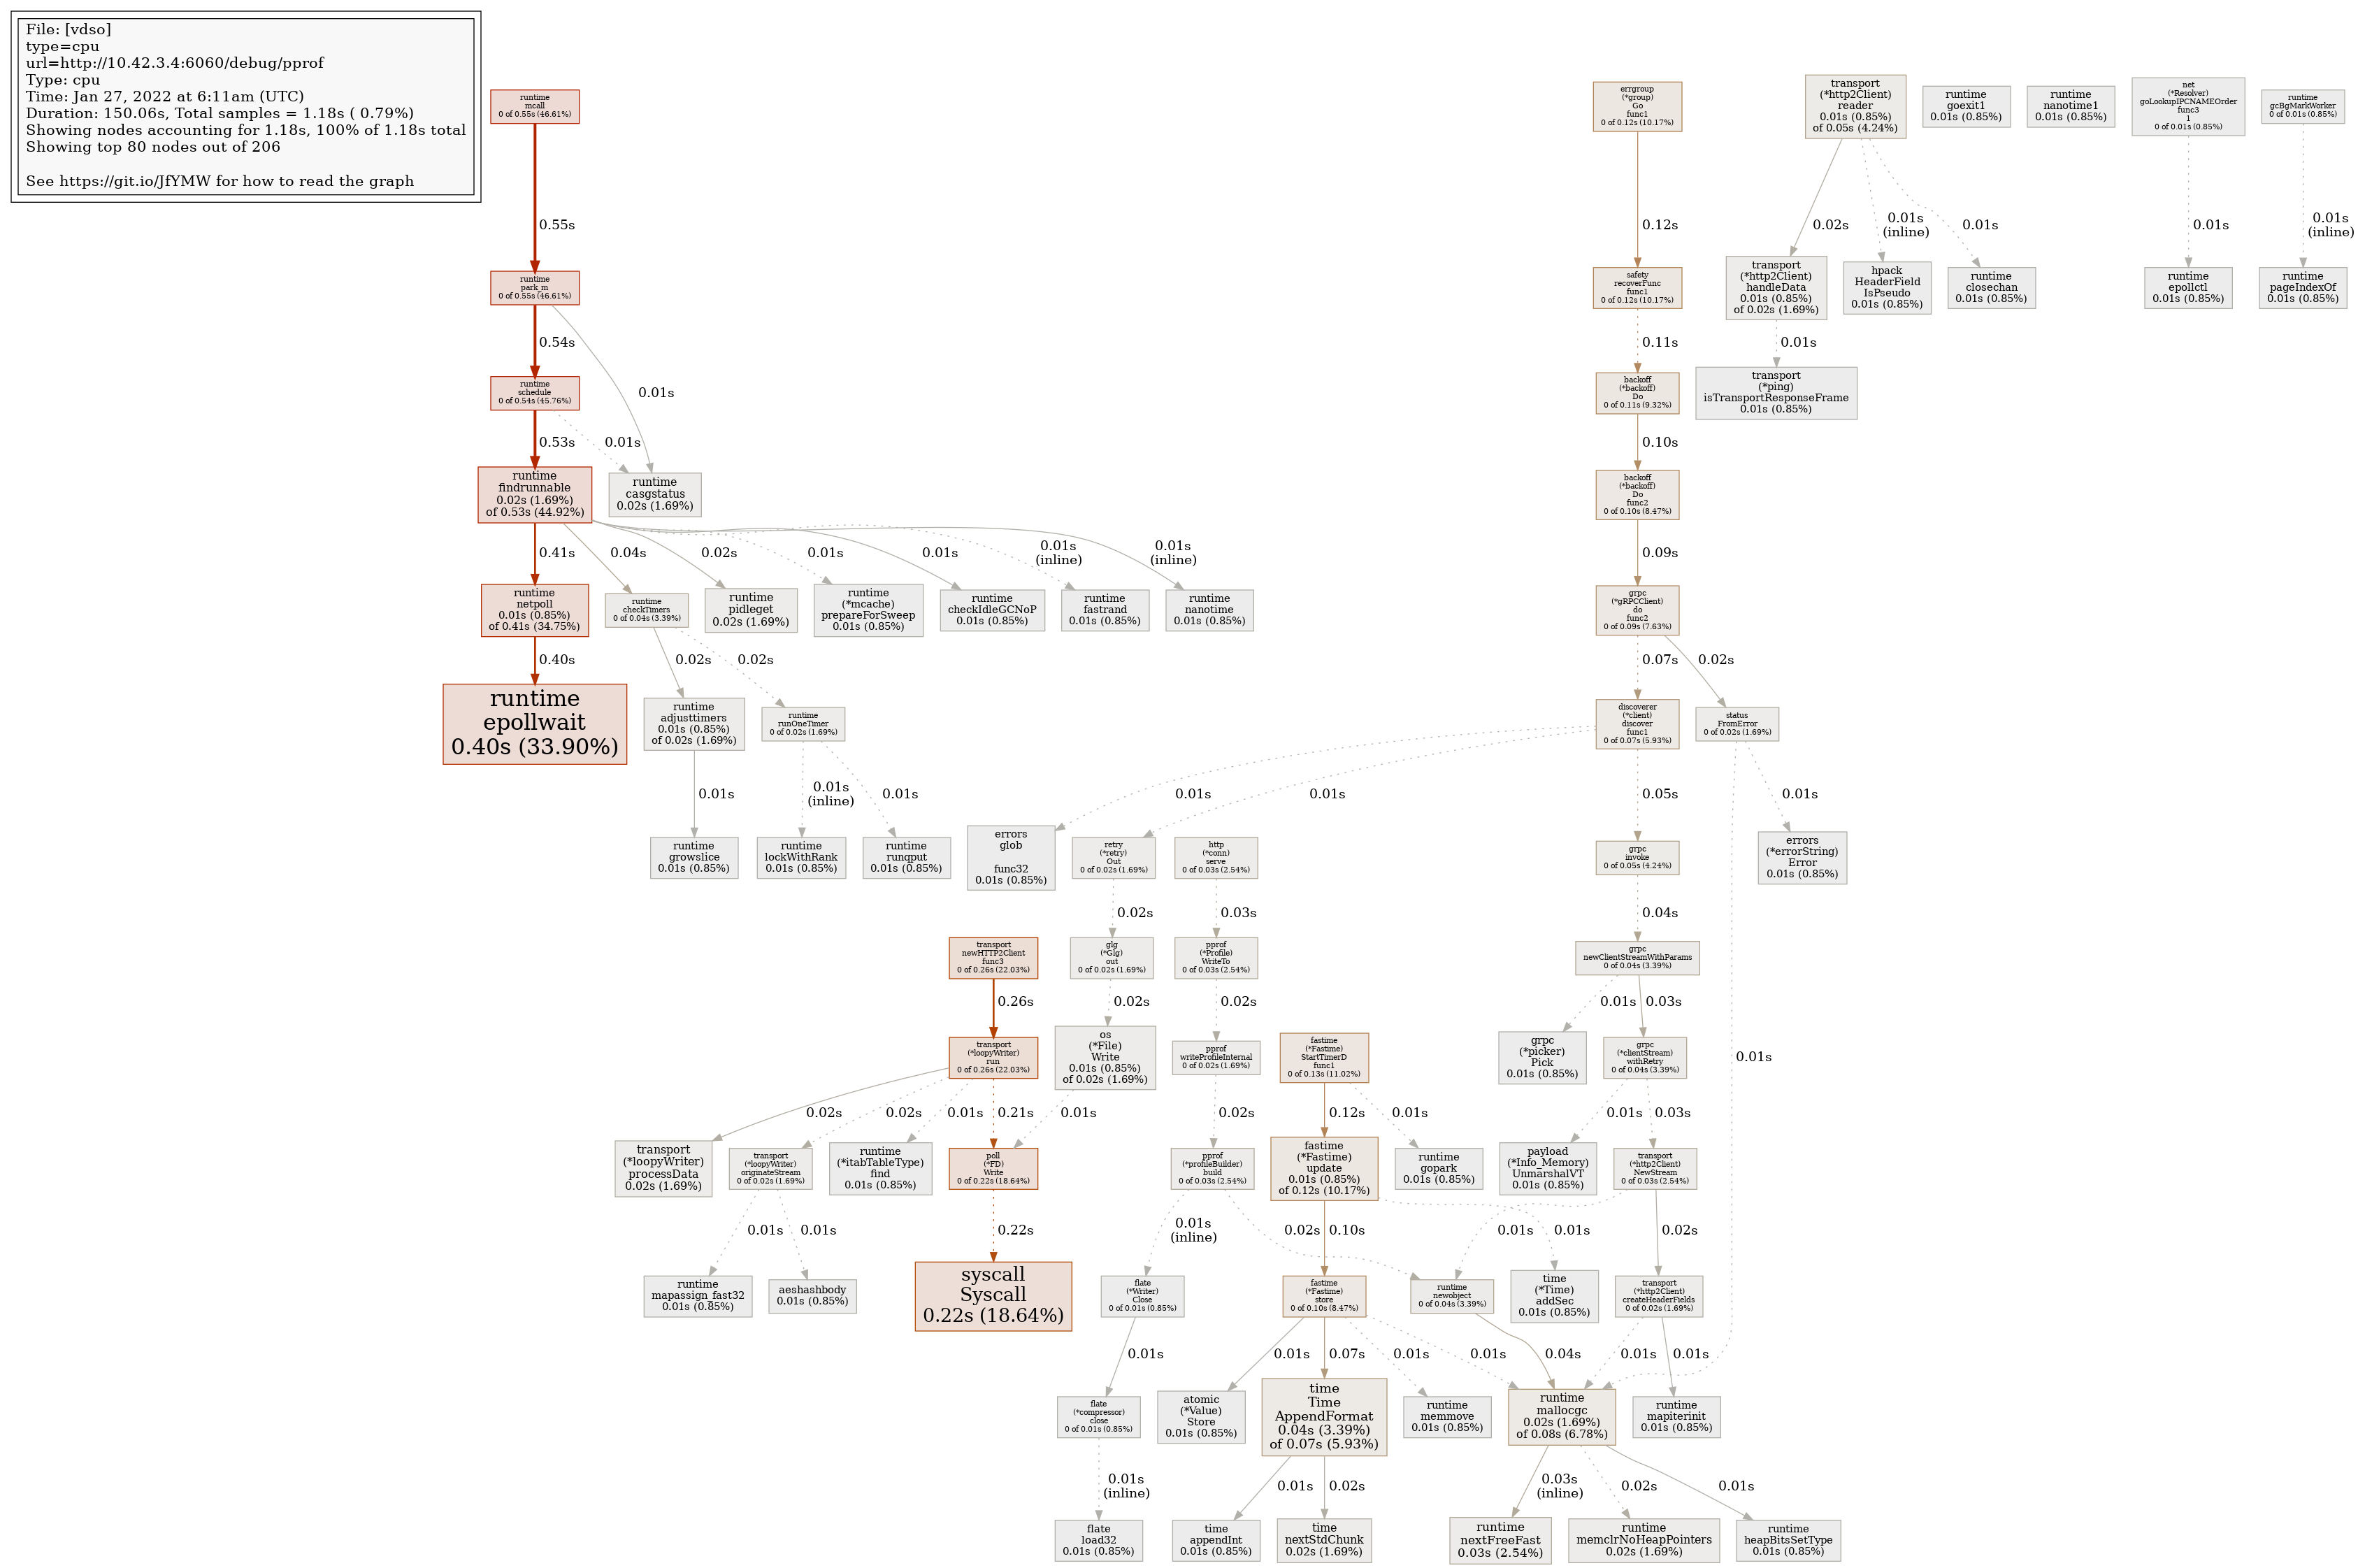 File: [vdso]
type=cpu
url=http://10.42.3.4:6060/debug/pprof
Type: cpu
Time: Jan 27, 2022 at 6:11am (UTC)
Duration: 150.06s, Total samples = 1.18s ( 0.79%)
Showing nodes accounting for 1.18s, 100% of 1.18s total
Showing top 80 nodes out of 206
See https://git.io/JfYMW for how to read the graph
runtime
mcall
0 of 0.55s (46.61%)
errgroup
(*group)
Go
func1
0 of 0.12s (10.17%)
transport
(*http2Client)
reader
0.01s (0.85%)
of 0.05s (4.24%)
runtime
goexit1
0.01s (0.85%)
runtime
nanotime1
0.01s (0.85%)
net
(*Resolver)
goLookupIPCNAMEOrder
func3
1
0 of 0.01s (0.85%)
runtime
gcBgMarkWorker
0 of 0.01s (0.85%)
0.55s
0.12s
0.02s
0.01s
(inline)
0.01s
0.01s
0.01s
(inline)
runtime
park_m
0 of 0.55s (46.61%)
safety
recoverFunc
func1
0 of 0.12s (10.17%)
transport
(*http2Client)
handleData
0.01s (0.85%)
of 0.02s (1.69%)
hpack
HeaderField
IsPseudo
0.01s (0.85%)
runtime
closechan
0.01s (0.85%)
runtime
epollctl
0.01s (0.85%)
runtime
pageIndexOf
0.01s (0.85%)
0.54s
0.01s
0.11s
0.01s
runtime
schedule
0 of 0.54s (45.76%)
backoff
(*backoff)
Do
0 of 0.11s (9.32%)
transport
(*ping)
isTransportResponseFrame
0.01s (0.85%)
0.53s
0.01s
0.10s
runtime
findrunnable
0.02s (1.69%)
of 0.53s (44.92%)
runtime
casgstatus
0.02s (1.69%)
backoff
(*backoff)
Do
func2
0 of 0.10s (8.47%)
0.41s
0.04s
0.02s
0.01s
0.01s
0.01s
(inline)
0.01s
(inline)
0.09s
runtime
netpoll
0.01s (0.85%)
of 0.41s (34.75%)
runtime
checkTimers
0 of 0.04s (3.39%)
runtime
pidleget
0.02s (1.69%)
runtime
(*mcache)
prepareForSweep
0.01s (0.85%)
runtime
checkIdleGCNoP
0.01s (0.85%)
runtime
fastrand
0.01s (0.85%)
runtime
nanotime
0.01s (0.85%)
grpc
(*gRPCClient)
do
func2
0 of 0.09s (7.63%)
0.40s
0.02s
0.02s
0.07s
0.02s
runtime
epollwait
0.40s (33.90%)
runtime
adjusttimers
0.01s (0.85%)
of 0.02s (1.69%)
runtime
runOneTimer
0 of 0.02s (1.69%)
discoverer
(*client)
discover
func1
0 of 0.07s (5.93%)
status
FromError
0 of 0.02s (1.69%)
0.01s
0.01s
(inline)
0.01s
0.01s
0.01s
0.05s
0.01s
runtime
growslice
0.01s (0.85%)
runtime
lockWithRank
0.01s (0.85%)
runtime
runqput
0.01s (0.85%)
errors
glob
func32
0.01s (0.85%)
retry
(*retry)
Out
0 of 0.02s (1.69%)
http
(*conn)
serve
0 of 0.03s (2.54%)
grpc
invoke
0 of 0.05s (4.24%)
errors
(*errorString)
Error
0.01s (0.85%)
0.02s
0.03s
0.04s
transport
newHTTP2Client
func3
0 of 0.26s (22.03%)
glg
(*Glg)
out
0 of 0.02s (1.69%)
pprof
(*Profile)
WriteTo
0 of 0.03s (2.54%)
grpc
newClientStreamWithParams
0 of 0.04s (3.39%)
0.26s
0.02s
0.02s
0.01s
0.03s
transport
(*loopyWriter)
run
0 of 0.26s (22.03%)
os
(*File)
Write
0.01s (0.85%)
of 0.02s (1.69%)
pprof
writeProfileInternal
0 of 0.02s (1.69%)
fastime
(*Fastime)
StartTimerD
func1
0 of 0.13s (11.02%)
grpc
(*picker)
Pick
0.01s (0.85%)
grpc
(*clientStream)
withRetry
0 of 0.04s (3.39%)
0.01s
0.02s
0.02s
0.01s
0.21s
0.01s
0.02s
0.12s
0.01s
0.01s
0.03s
transport
(*loopyWriter)
processData
0.02s (1.69%)
transport
(*loopyWriter)
originateStream
0 of 0.02s (1.69%)
runtime
(*itabTableType)
find
0.01s (0.85%)
poll
(*FD)
Write
0 of 0.22s (18.64%)
pprof
(*profileBuilder)
build
0 of 0.03s (2.54%)
fastime
(*Fastime)
update
0.01s (0.85%)
of 0.12s (10.17%)
runtime
gopark
0.01s (0.85%)
payload
(*Info_Memory)
UnmarshalVT
0.01s (0.85%)
transport
(*http2Client)
NewStream
0 of 0.03s (2.54%)
0.01s
0.01s
0.22s
0.01s
(inline)
0.02s
0.10s
0.01s
0.01s
0.02s
runtime
mapassign_fast32
0.01s (0.85%)
aeshashbody
0.01s (0.85%)
syscall
Syscall
0.22s (18.64%)
flate
(*Writer)
Close
0 of 0.01s (0.85%)
fastime
(*Fastime)
store
0 of 0.10s (8.47%)
runtime
newobject
0 of 0.04s (3.39%)
time
(*Time)
addSec
0.01s (0.85%)
transport
(*http2Client)
createHeaderFields
0 of 0.02s (1.69%)
0.01s
0.01s
0.07s
0.01s
0.01s
0.04s
0.01s
0.01s
flate
(*compressor)
close
0 of 0.01s (0.85%)
atomic
(*Value)
Store
0.01s (0.85%)
time
Time
AppendFormat
0.04s (3.39%)
of 0.07s (5.93%)
runtime
memmove
0.01s (0.85%)
runtime
mallocgc
0.02s (1.69%)
of 0.08s (6.78%)
runtime
mapiterinit
0.01s (0.85%)
0.01s
(inline)
0.01s
0.02s
0.03s
(inline)
0.02s
0.01s
flate
load32
0.01s (0.85%)
time
appendInt
0.01s (0.85%)
time
nextStdChunk
0.02s (1.69%)
runtime
nextFreeFast
0.03s (2.54%)
runtime
memclrNoHeapPointers
0.02s (1.69%)
runtime
heapBitsSetType
0.01s (0.85%)